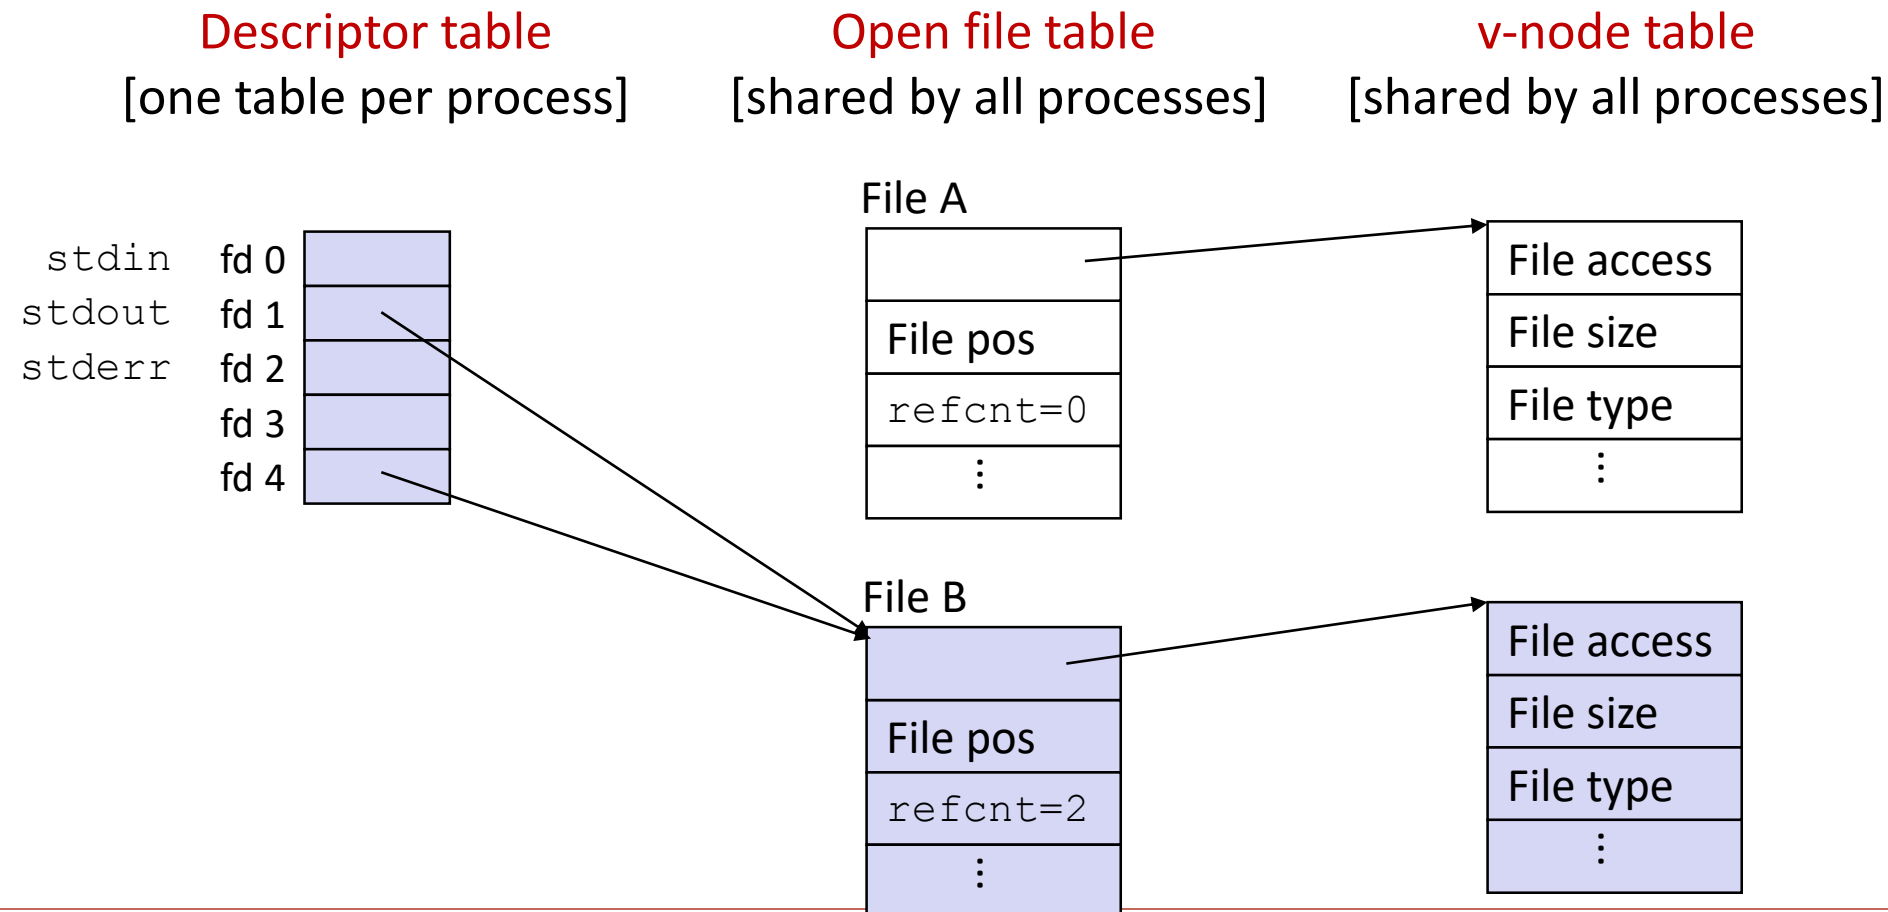 Descriptor table
[one table per process]
Open file table
[shared by all processes]
v-node table
[shared by all processes]
stdin fd 0
stdout fd 1
stderr fd 2
fd 3
fd 4
File A
File pos
refcnt=0
⋮
File access
File size
File type
⋮
File B
File pos
refcnt=2
⋮
File access
File size
File type
⋮